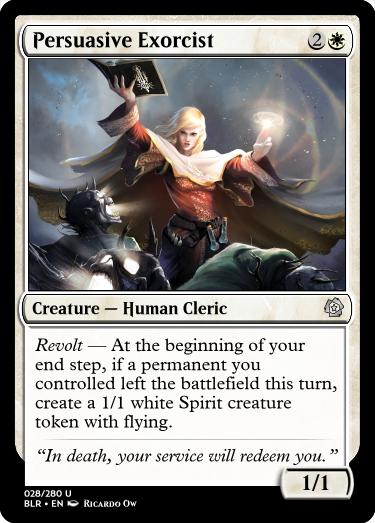 Persuasive Exorcist 2
Creature — Human Cleric
Revolt — At the beginning of your
end step, if a permanent you
controlled left the battlefield this turn,
create a 1/1 white Spirit creature
token with flying.
“In death, your service will redeem you.”
1/1
028/280 U
BLR • EN Ricardo Ow